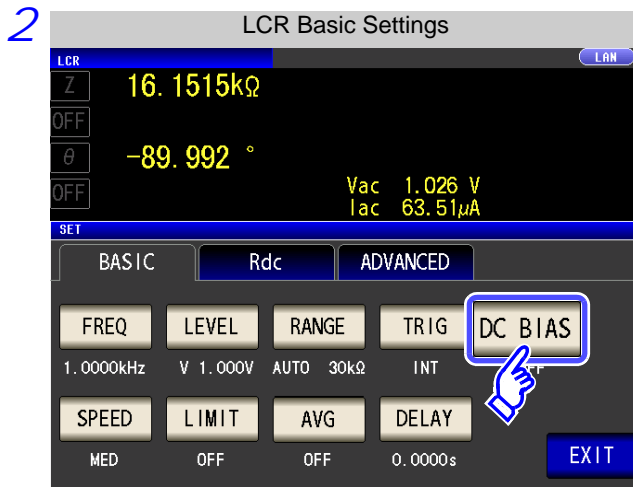 2
LCR Basic Settings
LCR
LAN
Z 16.1515kΩ
OFF
θ -89.992 °
OFF
Vac 1.026 V
Iac 63.51μA
SET
BASIC Rdc ADVANCED
FREQ LEVEL RANGE TRIG DC BIAS
1.0000kHz V 1.000V AUTO 30kΩ INT
SPEED LIMIT AVG DELAY
MED OFF OFF 0.0000s
EXIT